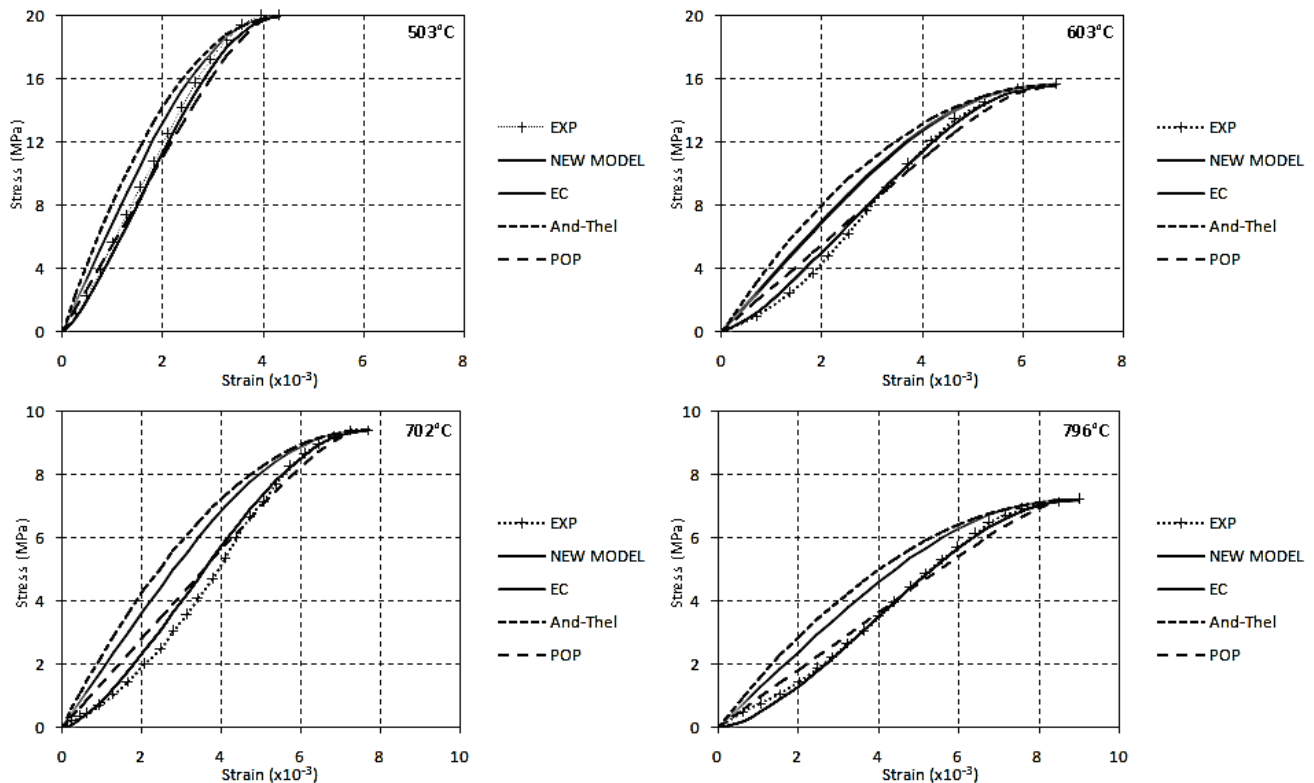 503°C
Stress (MPa)
20
16
12
8
4
0
0 2 4 6 8
Strain (x10⁻³)
EXP
NEW MODEL
EC
And-Thel
POP
603°C
Stress (MPa)
20
16
12
8
4
0
0 2 4 6 8
Strain (x10⁻³)
EXP
NEW MODEL
EC
And-Thel
POP
702°C
Stress (MPa)
10
8
6
4
2
0
0 2 4 6 8 10
Strain (x10⁻³)
EXP
NEW MODEL
EC
And-Thel
POP
796°C
Stress (MPa)
10
8
6
4
2
0
0 2 4 6 8 10
Strain (x10⁻³)
EXP
NEW MODEL
EC
And-Thel
POP